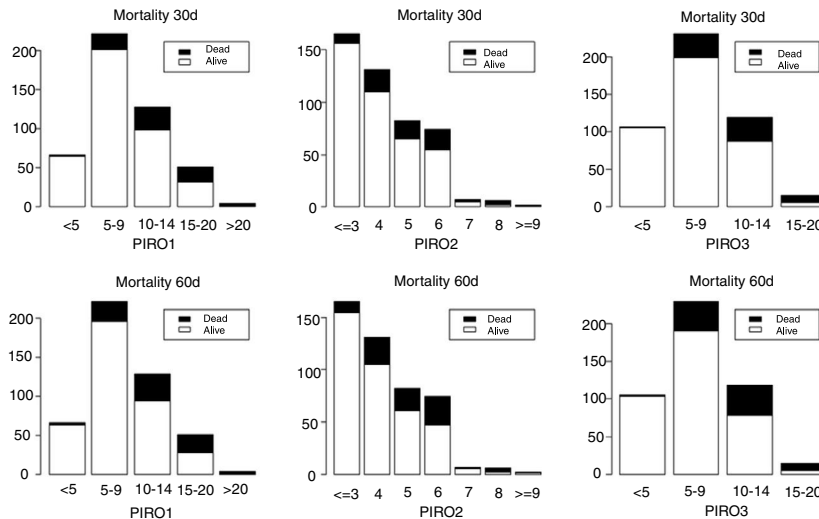 Mortality 30d
200
150
100
50
0
Dead
Alive
<5 5-9 10-14 15-20 >20
PIRO1
Mortality 30d
150
100
50
0
Dead
Alive
<=3 4 5 6 7 8 >=9
PIRO2
Mortality 30d
200
150
100
50
0
Dead
Alive
<5 5-9 10-14 15-20
PIRO3
Mortality 60d
200
150
100
50
0
Dead
Alive
<5 5-9 10-14 15-20 >20
PIRO1
Mortality 60d
150
100
50
0
Dead
Alive
<=3 4 5 6 7 8 >=9
PIRO2
Mortality 60d
200
150
100
50
0
Dead
Alive
<5 5-9 10-14 15-20
PIRO3